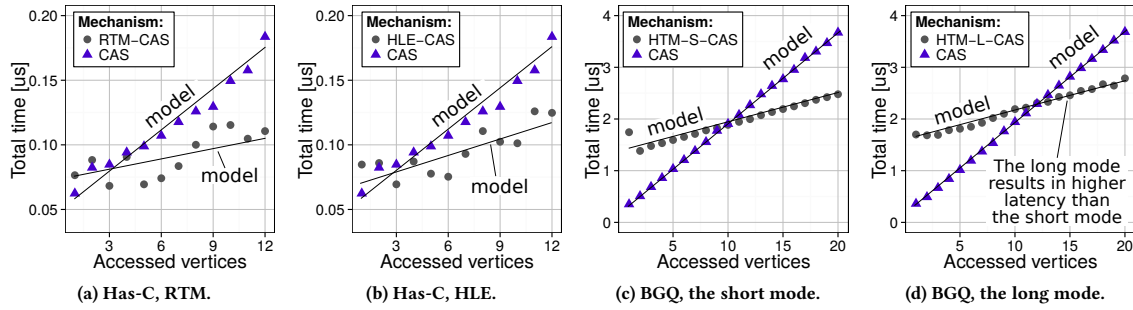 Mechanism:
RTM-CAS
CAS
model
model
0.20
0.15
0.10
0.05
Total time [us]
3 6 9 12
Accessed vertices
(a) Has-C, RTM.
Mechanism:
HLE-CAS
CAS
model
model
0.20
0.15
0.10
0.05
Total time [us]
3 6 9 12
Accessed vertices
(b) Has-C, HLE.
Mechanism:
HTM-S-CAS
CAS
model
model
4
3
2
1
0
Total time [us]
5 10 15 20
Accessed vertices
(c) BGQ, the short mode.
Mechanism:
HTM-L-CAS
CAS
model
model
The long mode
results in higher
latency than
the short mode
4
3
2
1
0
Total time [us]
5 10 15 20
Accessed vertices
(d) BGQ, the long mode.